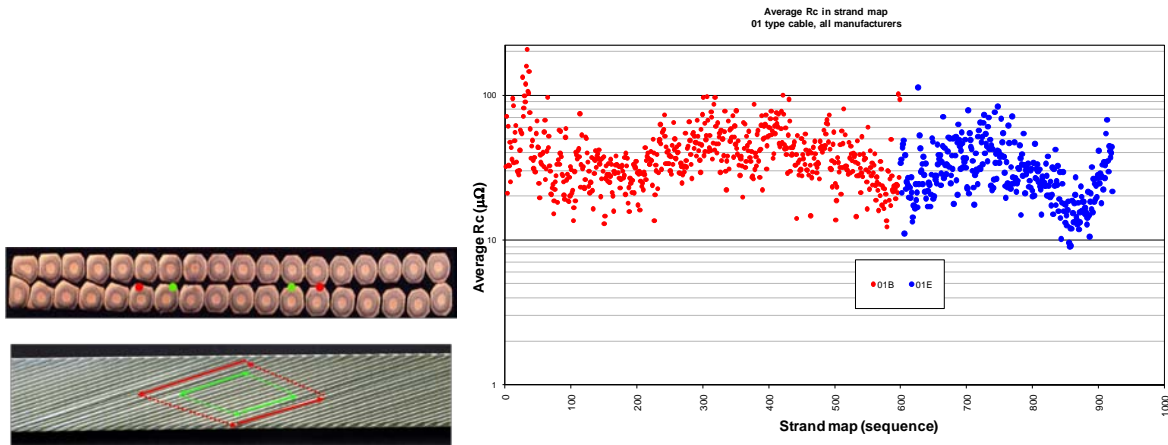 Average Rc in strand map
01 type cable, all manufacturers
Average Rc (µΩ)
100
10
1
01B
01E
0
100
200
300
400
500
600
700
800
900
1000
Strand map (sequence)